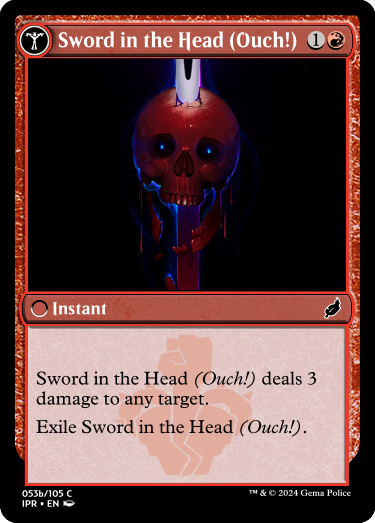 Sword in the Head (Ouch!) 1
Instant
Sword in the Head (Ouch!) deals 3
damage to any target.
Exile Sword in the Head (Ouch!).
053b/105 C
IPR • EN
™ & © 2024 Gema Police